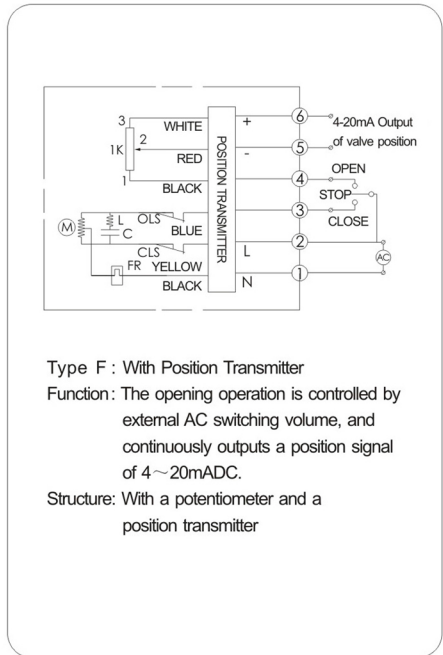 3 WHITE + 6 4-20mA Output
1K 2 RED - 5 of valve position
1 BLACK 4 OPEN
POSITION TRANSMITTER
STOP
L OLS BLUE 3 CLOSE
M C 2
CLS L AC
FR YELLOW
BLACK N 1
Type F : With Position Transmitter
Function: The opening operation is controlled by
external AC switching volume, and
continuously outputs a position signal
of 4～20mADC.
Structure: With a potentiometer and a
position transmitter